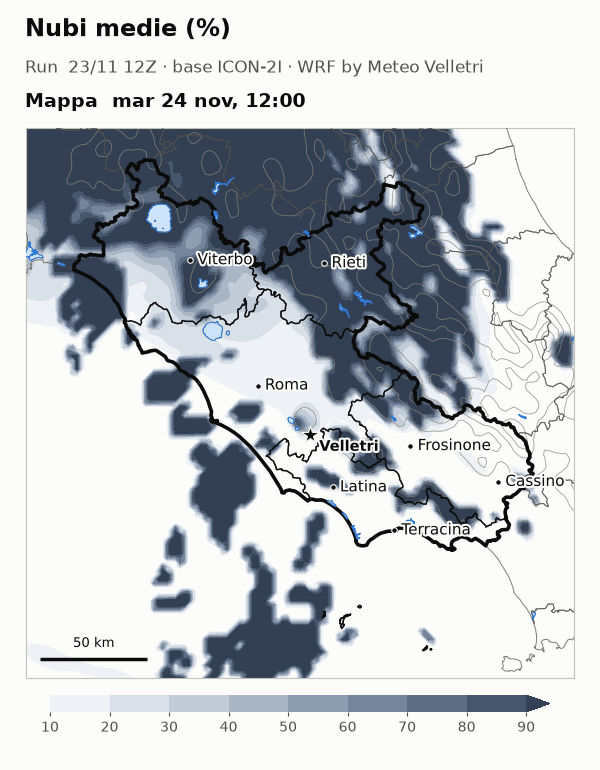 Nubi medie (%)
Run  23/11 12Z · base ICON-2I · WRF by Meteo Velletri
Mappa  mar 24 nov, 12:00
Viterbo
Rieti
Roma
Velletri
Frosinone
Latina
Cassino
Terracina
50 km
10 20 30 40 50 60 70 80 90